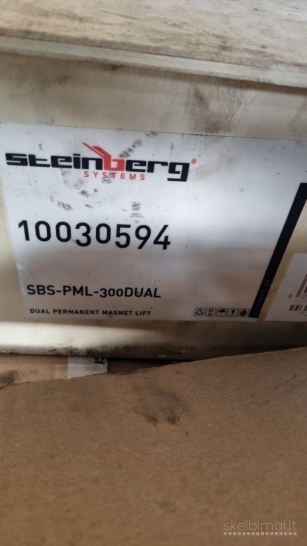 steinberg®
SYSTEMS
10030594
SBS-PML-300DUAL
DUAL PERMANENT MAGNET LIFT
skelbimai.lt